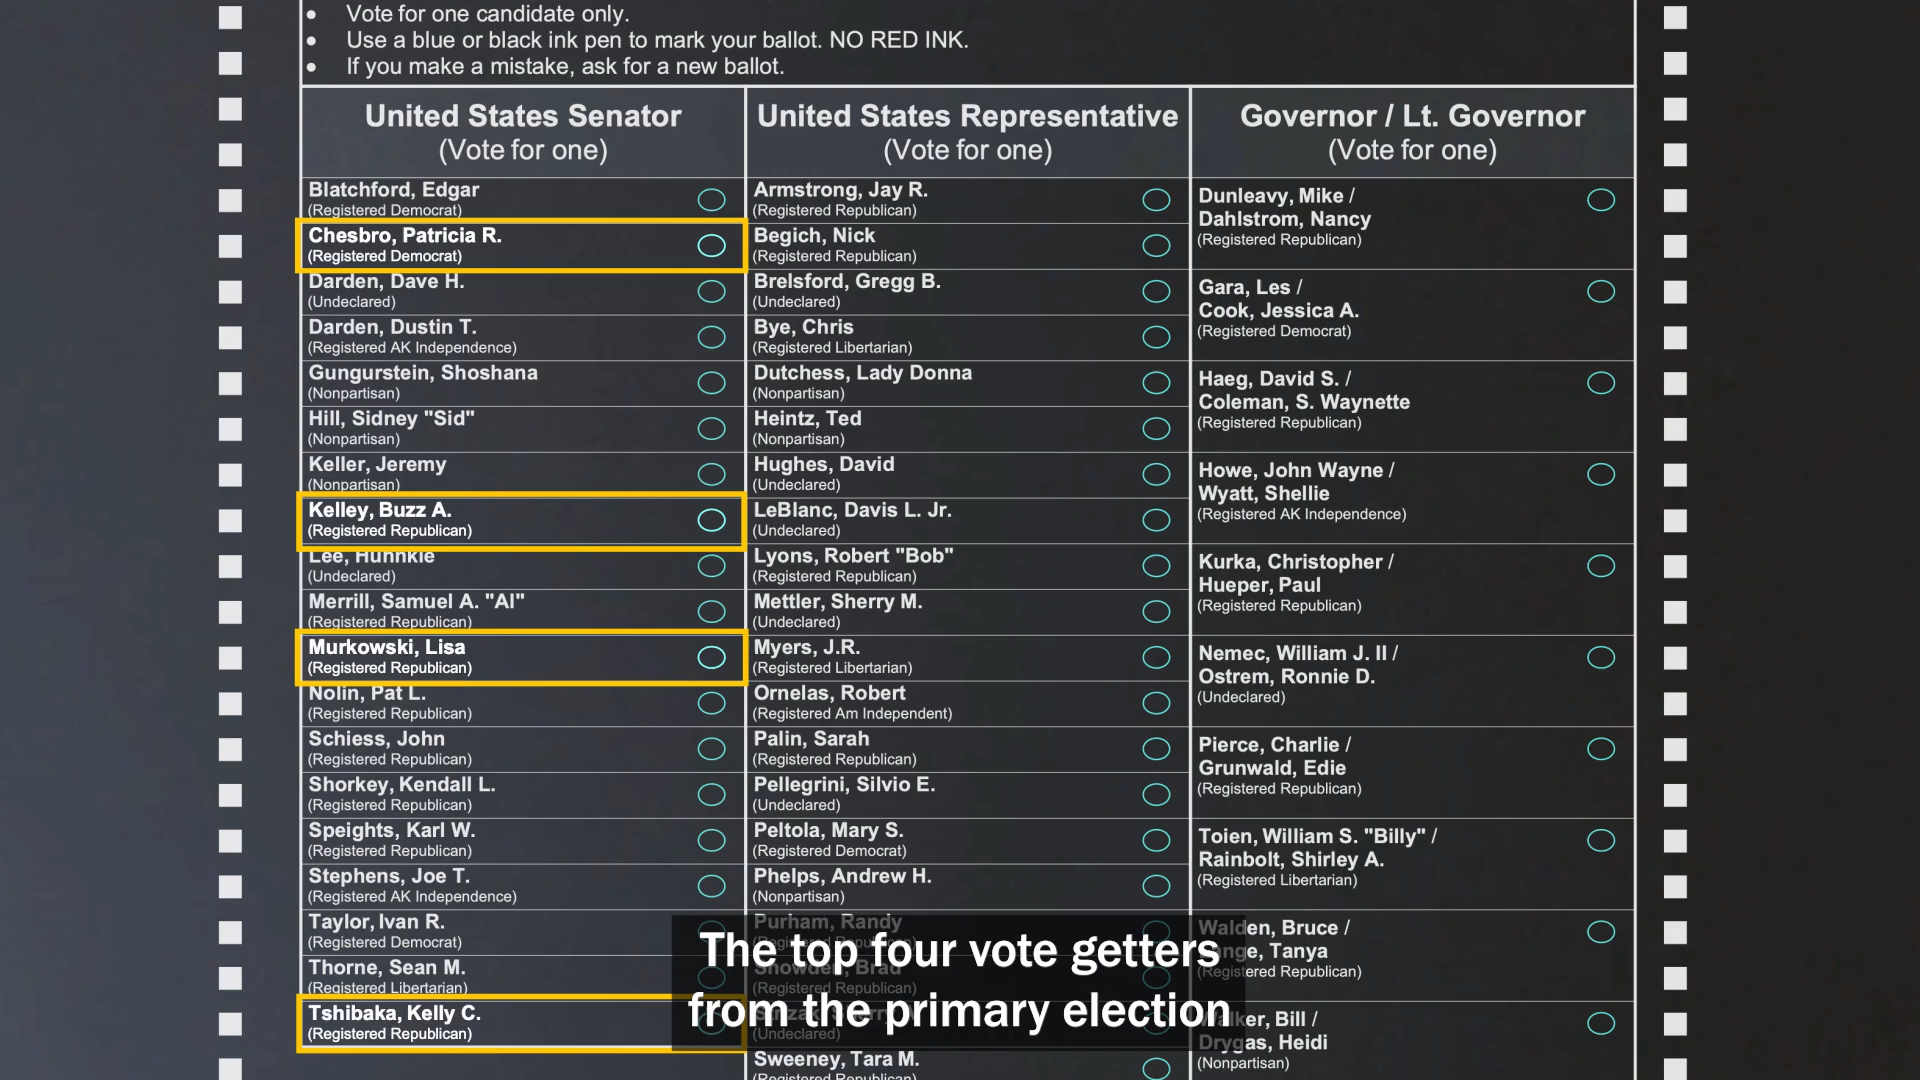 Vote for one candidate only.
Use a blue or black ink pen to mark your ballot. NO RED INK.
If you make a mistake, ask for a new ballot.
United States Senator
(Vote for one)
Blatchford, Edgar
(Registered Democrat)
Chesbro, Patricia R.
(Registered Democrat)
Darden, Dave H.
(Undeclared)
Darden, Dustin T.
(Registered AK Independence)
Gungurstein, Shoshana
(Nonpartisan)
Hill, Sidney "Sid"
(Nonpartisan)
Keller, Jeremy
(Nonpartisan)
Kelley, Buzz A.
(Registered Republican)
Lee, Huhnkie
(Undeclared)
Merrill, Samuel A. "Al"
(Registered Republican)
Murkowski, Lisa
(Registered Republican)
Nolin, Pat L.
(Registered Republican)
Schiess, John
(Registered Republican)
Shorkey, Kendall L.
(Registered Republican)
Speights, Karl W.
(Registered Republican)
Stephens, Joe T.
(Registered AK Independence)
Taylor, Ivan R.
(Registered Democrat)
Thorne, Sean M.
(Registered Libertarian)
Tshibaka, Kelly C.
(Registered Republican)
United States Representative
(Vote for one)
Armstrong, Jay R.
(Registered Republican)
Begich, Nick
(Registered Republican)
Brelsford, Gregg B.
(Undeclared)
Bye, Chris
(Registered Libertarian)
Dutchess, Lady Donna
(Nonpartisan)
Heintz, Ted
(Nonpartisan)
Hughes, David
(Undeclared)
LeBlanc, Davis L. Jr.
(Undeclared)
Lyons, Robert "Bob"
(Registered Republican)
Mettler, Sherry M.
(Undeclared)
Myers, J.R.
(Registered Libertarian)
Ornelas, Robert
(Registered Am Independent)
Palin, Sarah
(Registered Republican)
Pellegrini, Silvio E.
(Undeclared)
Peltola, Mary S.
(Registered Democrat)
Phelps, Andrew H.
(Nonpartisan)
Purham, Randy
Snowden, Brad
(Registered Republican)
(Undeclared)
Sweeney, Tara M.
(Registered Republican)
Governor / Lt. Governor
(Vote for one)
Dunleavy, Mike /
Dahlstrom, Nancy
(Registered Republican)
Gara, Les /
Cook, Jessica A.
(Registered Democrat)
Haeg, David S. /
Coleman, S. Waynette
(Registered Republican)
Howe, John Wayne /
Wyatt, Shellie
(Registered AK Independence)
Kurka, Christopher /
Hueper, Paul
(Registered Republican)
Nemec, William J. II /
Ostrem, Ronnie D.
(Undeclared)
Pierce, Charlie /
Grunwald, Edie
(Registered Republican)
Toien, William S. "Billy" /
Rainbolt, Shirley A.
(Registered Libertarian)
Walden, Bruce /
Tanya
(Registered Republican)
Walker, Bill /
Drygas, Heidi
(Nonpartisan)
The top four vote getters
from the primary election